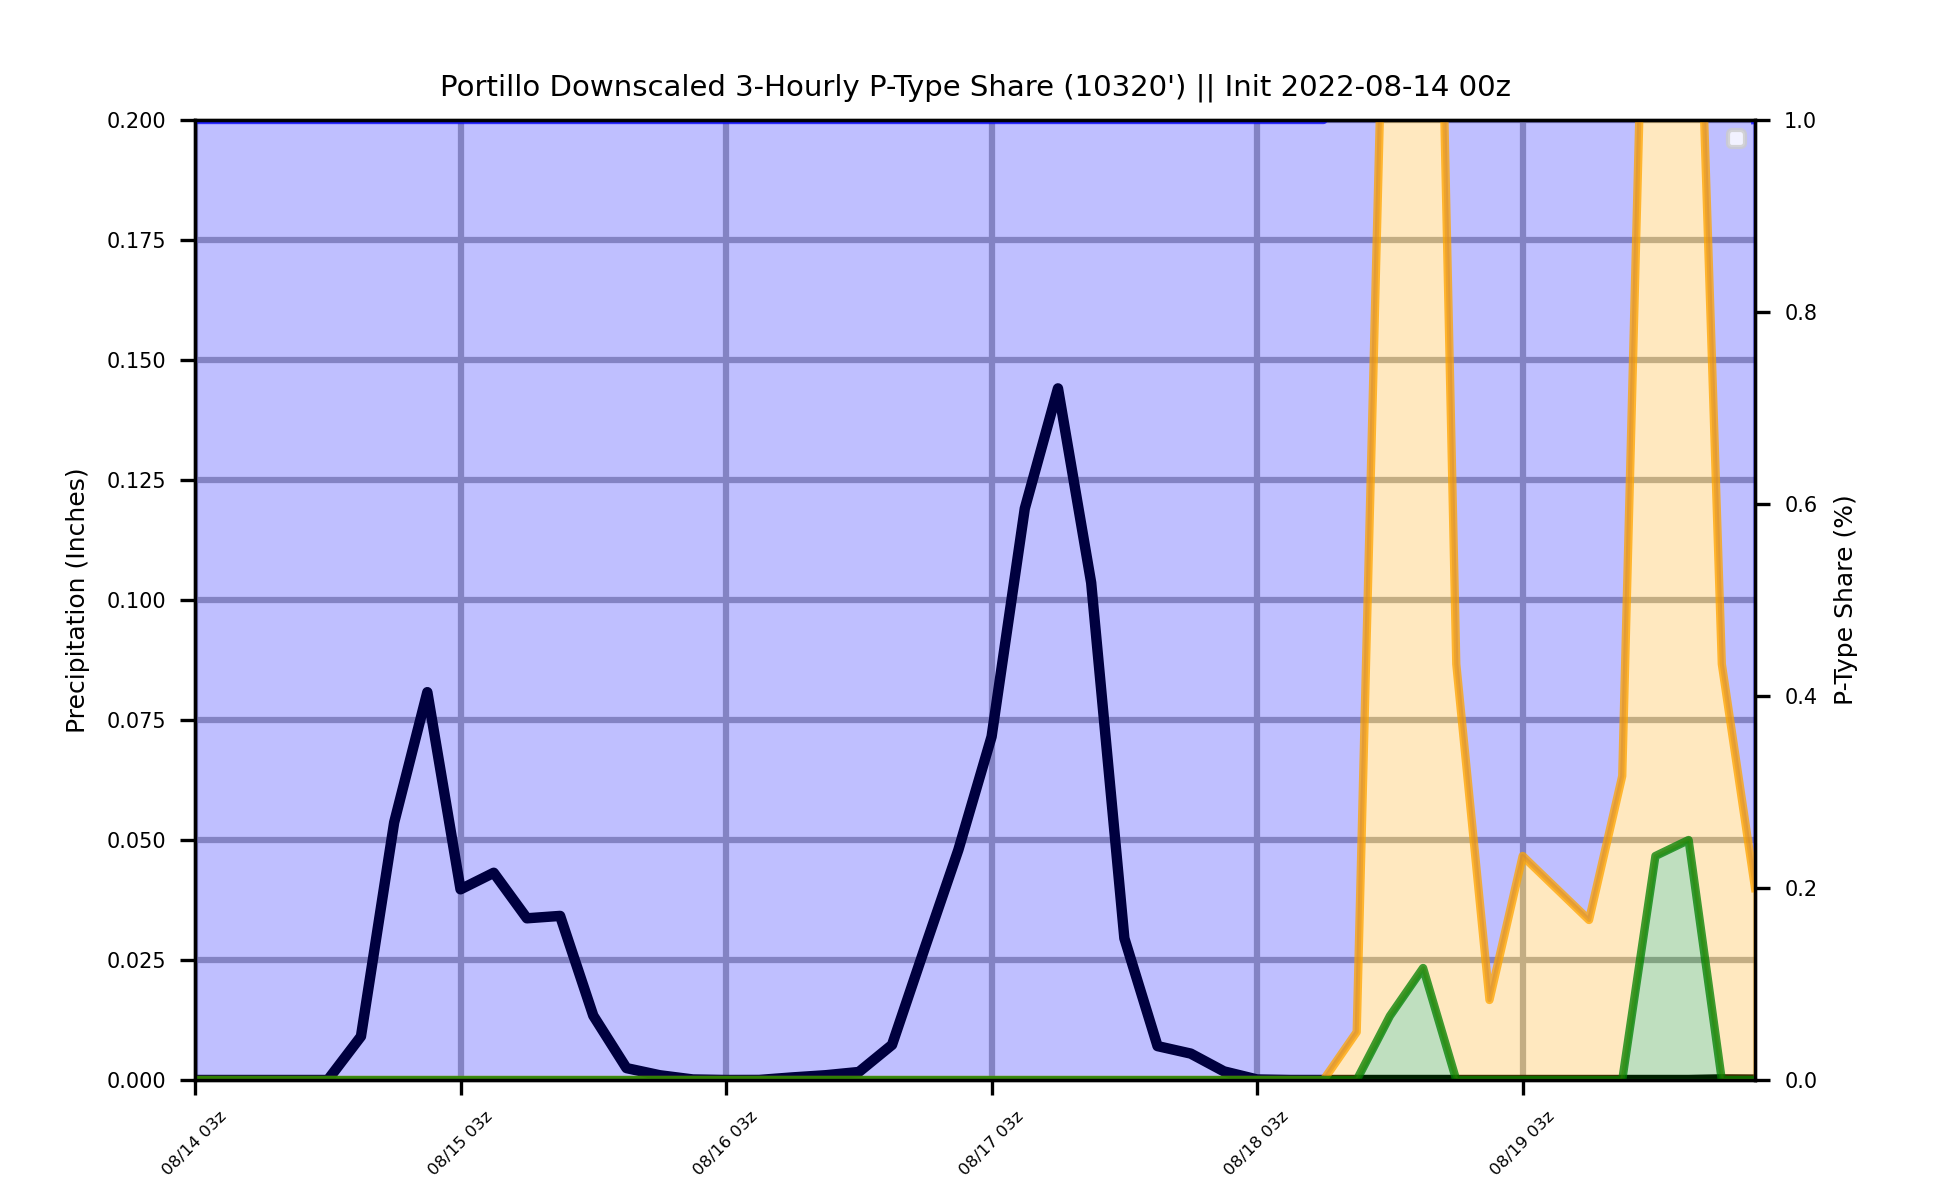 Portillo Downscaled 3-Hourly P-Type Share (10320') || Init 2022-08-14 00z
Precipitation (Inches)
0.200
0.175
0.150
0.125
0.100
0.075
0.050
0.025
0.000
1.0
0.8
0.6
0.4
0.2
0.0
P-Type Share (%)
08/14 03z
08/15 03z
08/16 03z
08/17 03z
08/18 03z
08/19 03z